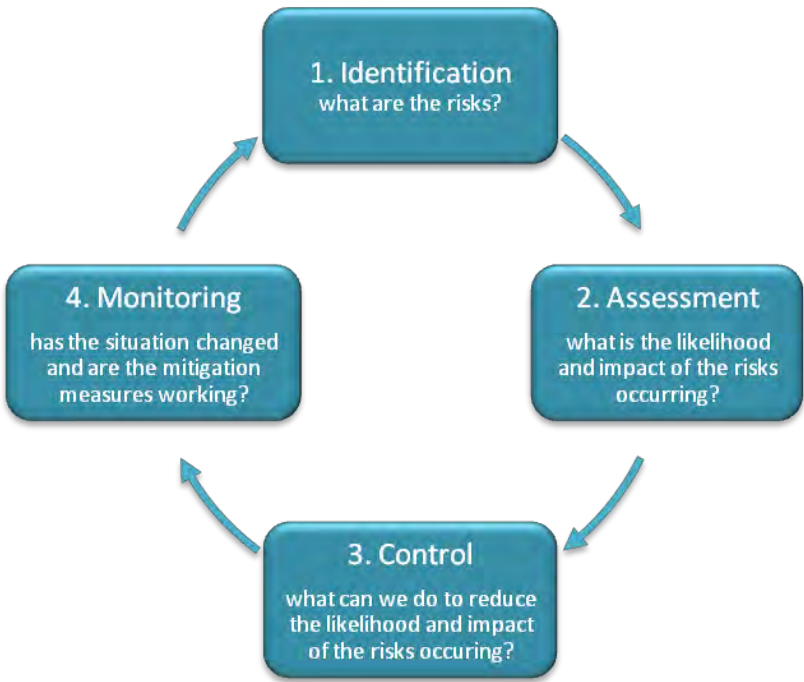 1. Identification
what are the risks?
2. Assessment
what is the likelihood
and impact of the risks
occurring?
3. Control
what can we do to reduce
the likelihood and impact
of the risks occuring?
4. Monitoring
has the situation changed
and are the mitigation
measures working?